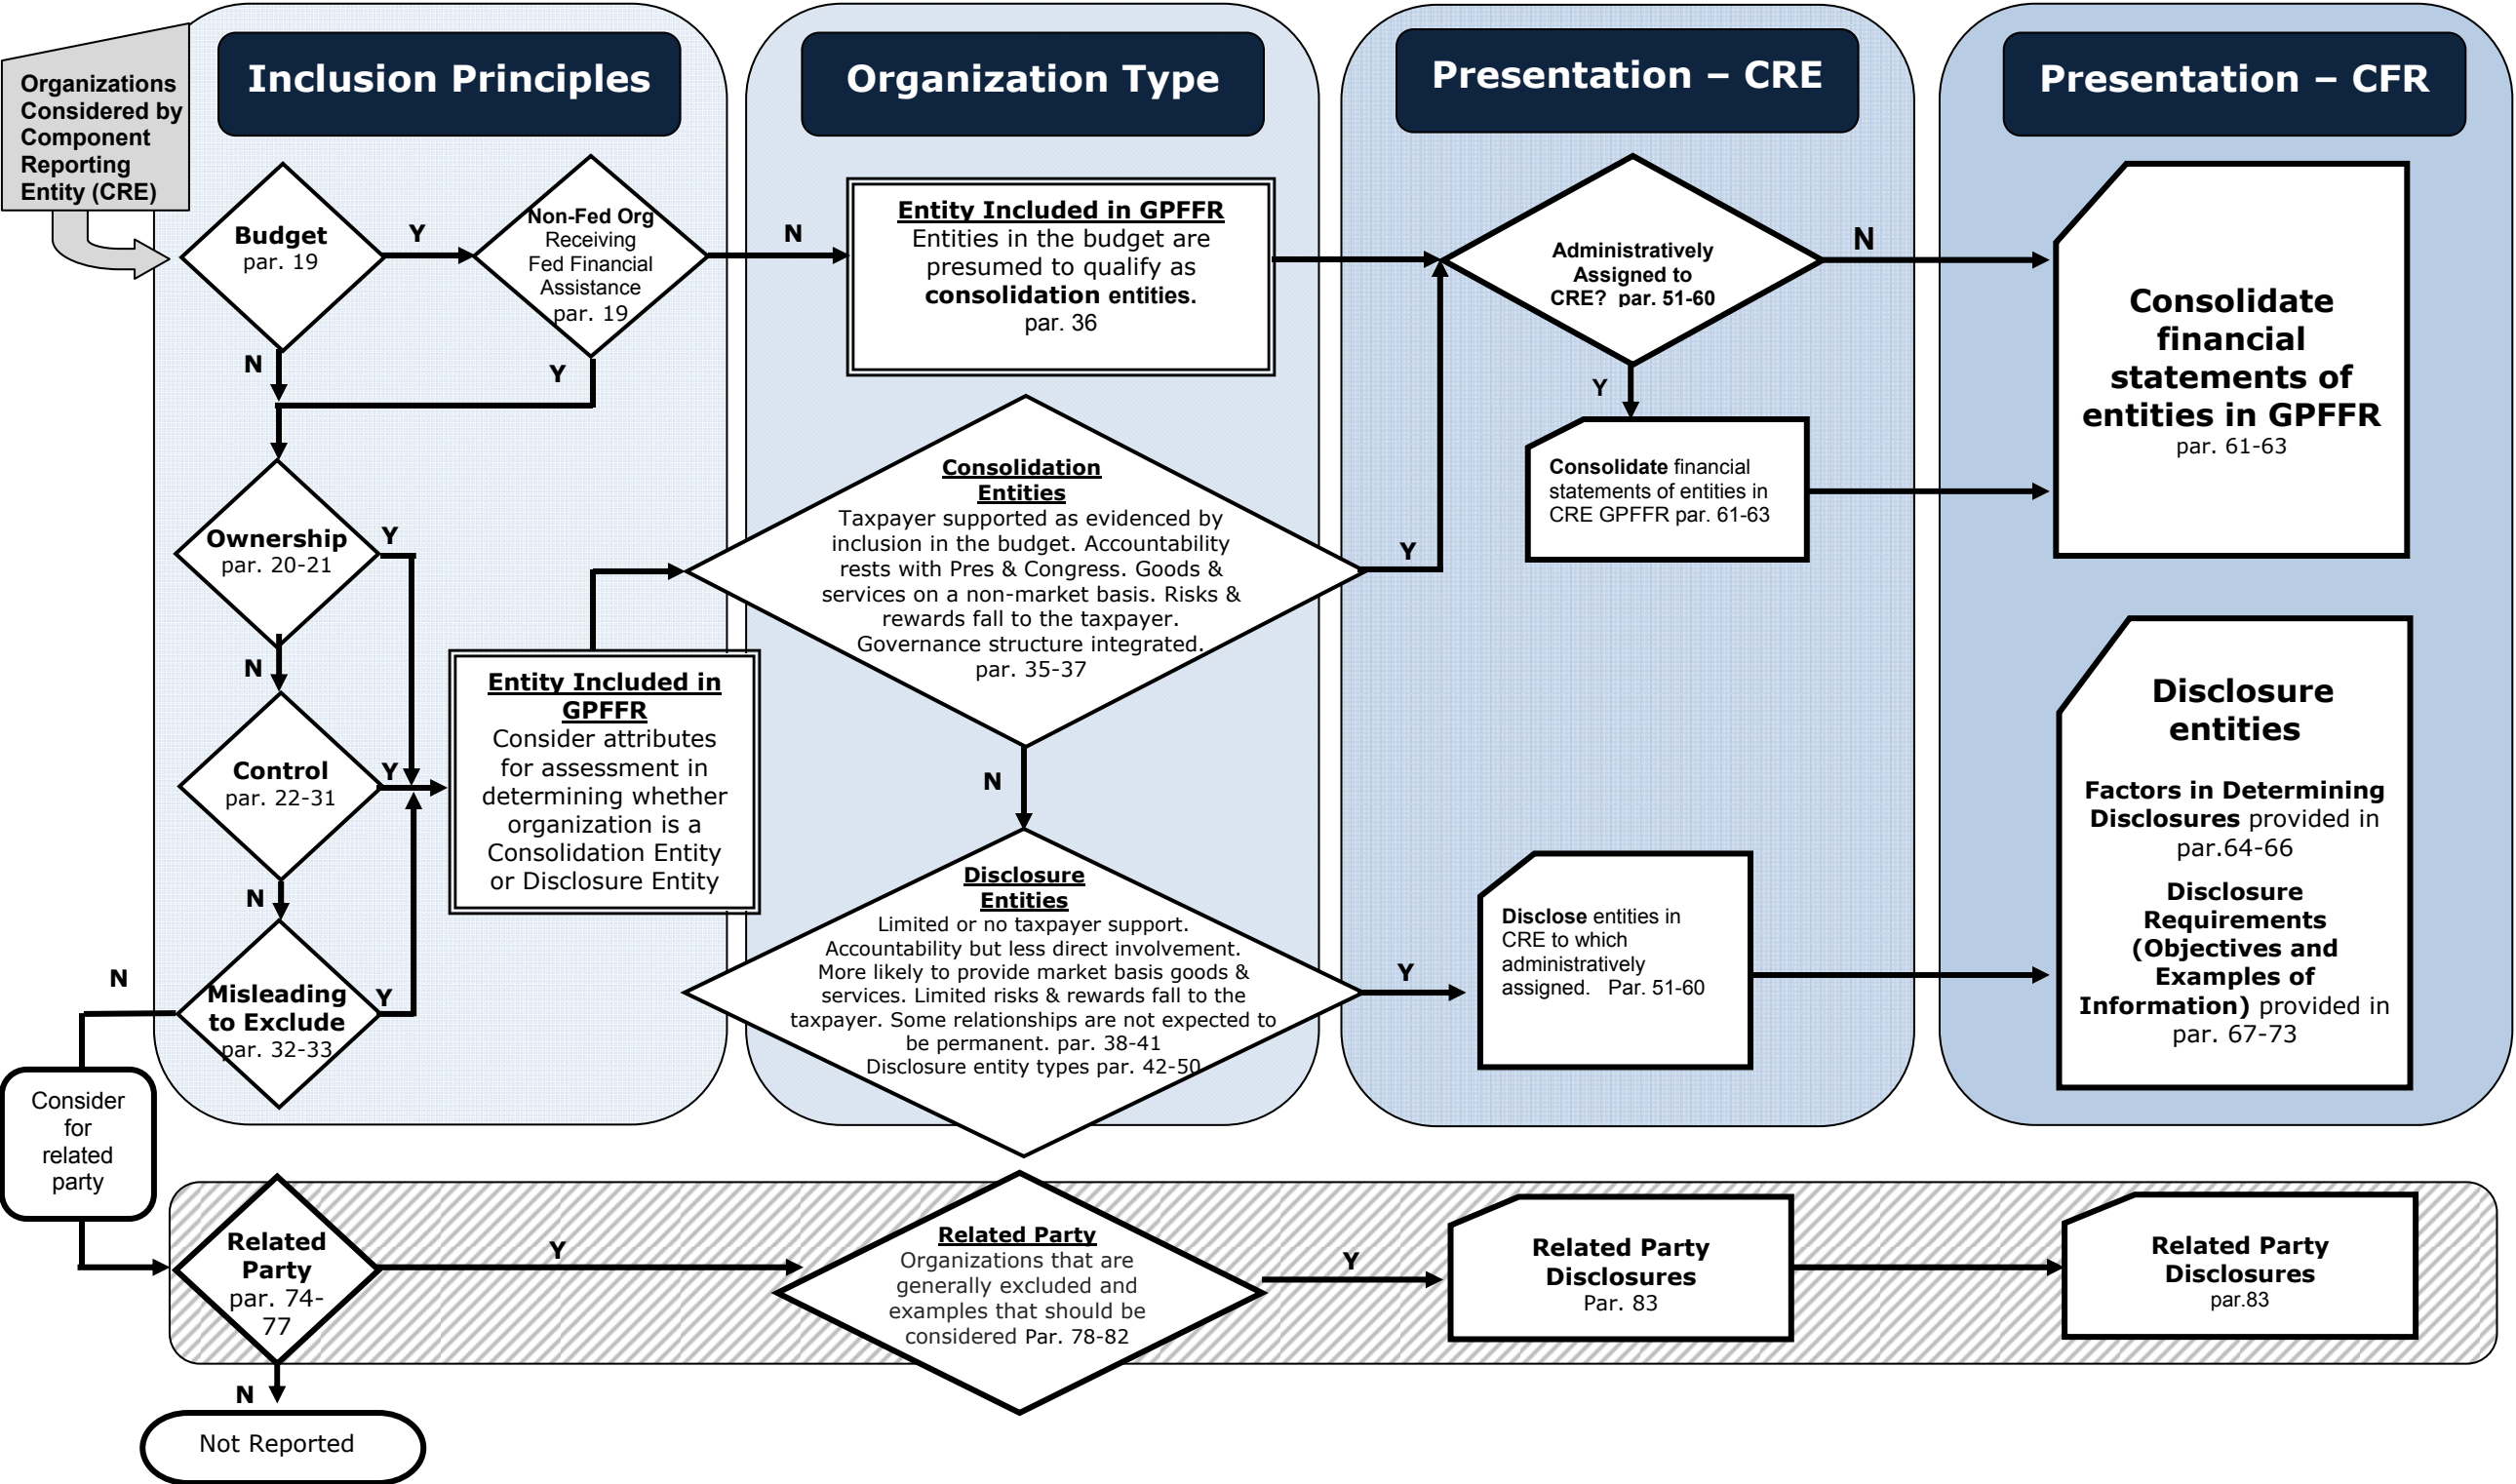 Organizations
Considered by
Component
Reporting
Entity (CRE)
Inclusion Principles
Organization Type
Presentation – CRE
Presentation – CFR
Budget
par. 19
Y
Non-Fed Org
Receiving
Fed Financial
Assistance
par. 19
N
Entity Included in GPFFR
Entities in the budget are
presumed to qualify as
consolidation entities.
par. 36
Administratively
Assigned to
CRE? par. 51-60
N
Consolidate
financial
statements of
entities in GPFFR
par. 61-63
N
Y
Y
Consolidate financial
statements of entities in
CRE GPFFR par. 61-63
Ownership
par. 20-21
Y
N
Consolidation
Entities
Taxpayer supported as evidenced by
inclusion in the budget. Accountability
rests with Pres & Congress. Goods &
services on a non-market basis. Risks &
rewards fall to the taxpayer.
Governance structure integrated.
par. 35-37
Y
N
Control
par. 22-31
Y
N
Entity Included in
GPFFR
Consider attributes
for assessment in
determining whether
organization is a
Consolidation Entity
or Disclosure Entity
Disclosure
entities
Factors in Determining
Disclosures provided in
par.64-66
Disclosure
Requirements
(Objectives and
Examples of
Information) provided in
par. 67-73
Misleading
to Exclude
par. 32-33
Y
N
Disclosure
Entities
Limited or no taxpayer support.
Accountability but less direct involvement.
More likely to provide market basis goods &
services. Limited risks & rewards fall to the
taxpayer. Some relationships are not expected to
be permanent. par. 38-41
Disclosure entity types par. 42-50
Y
Disclose entities in
CRE to which
administratively
assigned. Par. 51-60
Consider
for
related
party
Related
Party
par. 74-
77
Y
Related Party
Organizations that are
generally excluded and
examples that should be
considered Par. 78-82
Y
Related Party
Disclosures
Par. 83
Related Party
Disclosures
par.83
N
Not Reported